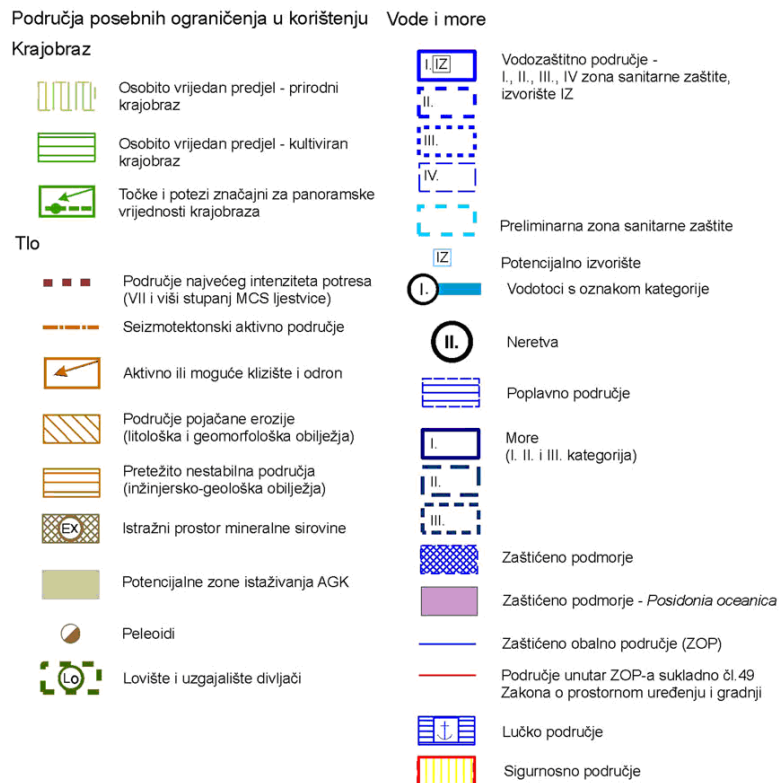 Područja posebnih ograničenja u korištenju
Krajobraz
Osobito vrijedan predjel - prirodni
krajobraz
Osobito vrijedan predjel - kultiviran
krajobraz
Točke i potezi značajni za panoramske
vrijednosti krajobraza
Tlo
Područje najvećeg intenziteta potresa
(VII i viši stupanj MCS ljestvice)
Seizmotektonski aktivno područje
Aktivno ili moguće klizište i odron
Područje pojačane erozije
(litološka i geomorfološka obilježja)
Pretežito nestabilna područja
(inžinjersko-geološka obilježja)
EX
Istražni prostor mineralne sirovine
Potencijalne zone istaživanja AGK
Peleoidi
Lo
Lovište i uzgajalište divljači
Vode i more
I. IZ
Vodozaštitno područje -
I., II., III., IV zona sanitarne zaštite,
izvorište IZ
II.
III.
IV.
Preliminarna zona sanitarne zaštite
IZ
Potencijalno izvorište
I.
Vodotoci s oznakom kategorije
II.
Neretva
Poplavno područje
I.
More
(I. II. i III. kategorija)
II.
III.
Zaštićeno podmorje
Zaštićeno podmorje - Posidonia oceanica
Zaštićeno obalno područje (ZOP)
Područje unutar ZOP-a sukladno čl.49
Zakona o prostornom uređenju i gradnji
Lučko područje
Sigurnosno područje